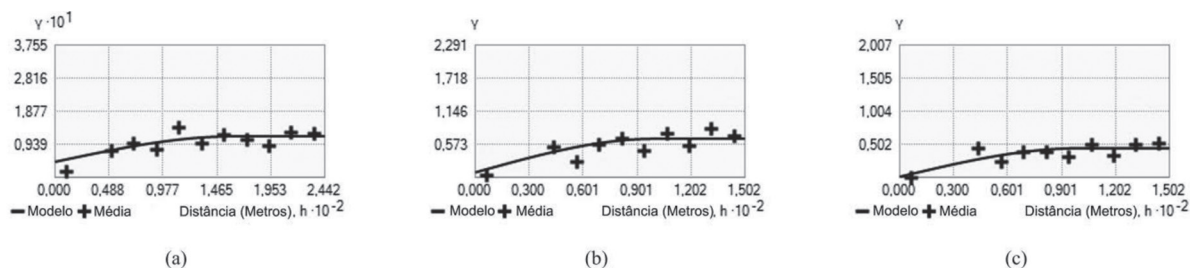 γ ·10¹
3,755
2,816
1,877
0,939
0,000 0,488 0,977 1,465 1,953 2,442
Modelo Média Distância (Metros), h ·10⁻²
(a)
γ
2,291
1,718
1,146
0,573
0,000 0,300 0,601 0,901 1,202 1,502
Modelo Média Distância (Metros), h ·10⁻²
(b)
γ
2,007
1,505
1,004
0,502
0,000 0,300 0,601 0,901 1,202 1,502
Modelo Média Distância (Metros), h ·10⁻²
(c)